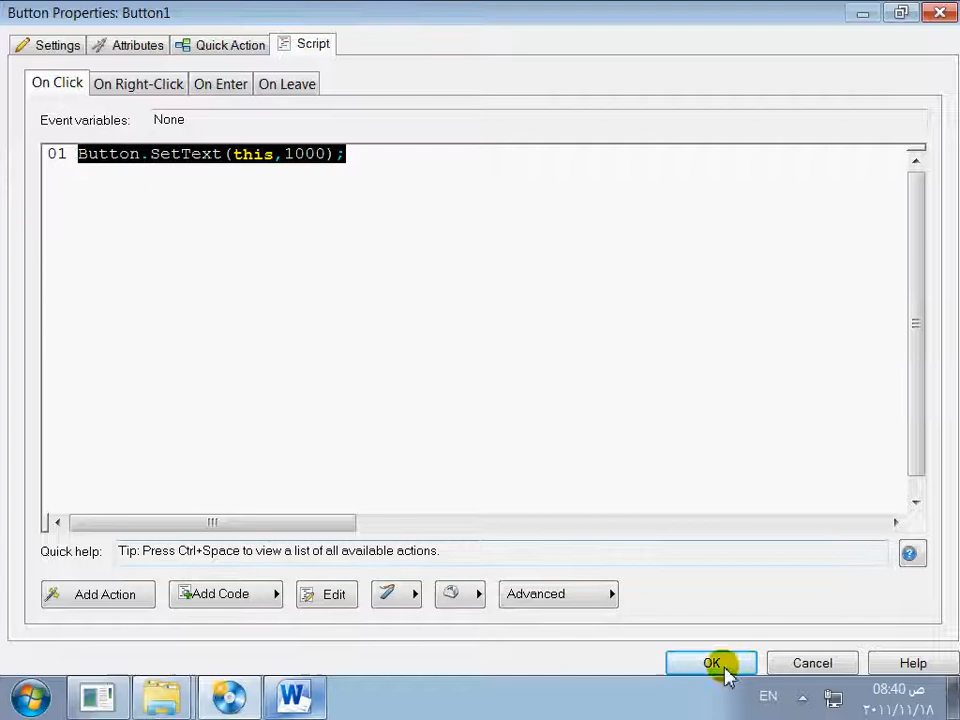 Button Properties: Button1
Settings Attributes Quick Action Script
On Click On Right-Click On Enter On Leave
Event variables: None
01 Button.SetText(this,1000);
Quick help: Tip: Press Ctrl+Space to view a list of all available actions.
Add Action Add Code Edit Advanced
OK Cancel Help
EN 08:40 ص
٢٠١١/١١/١٨